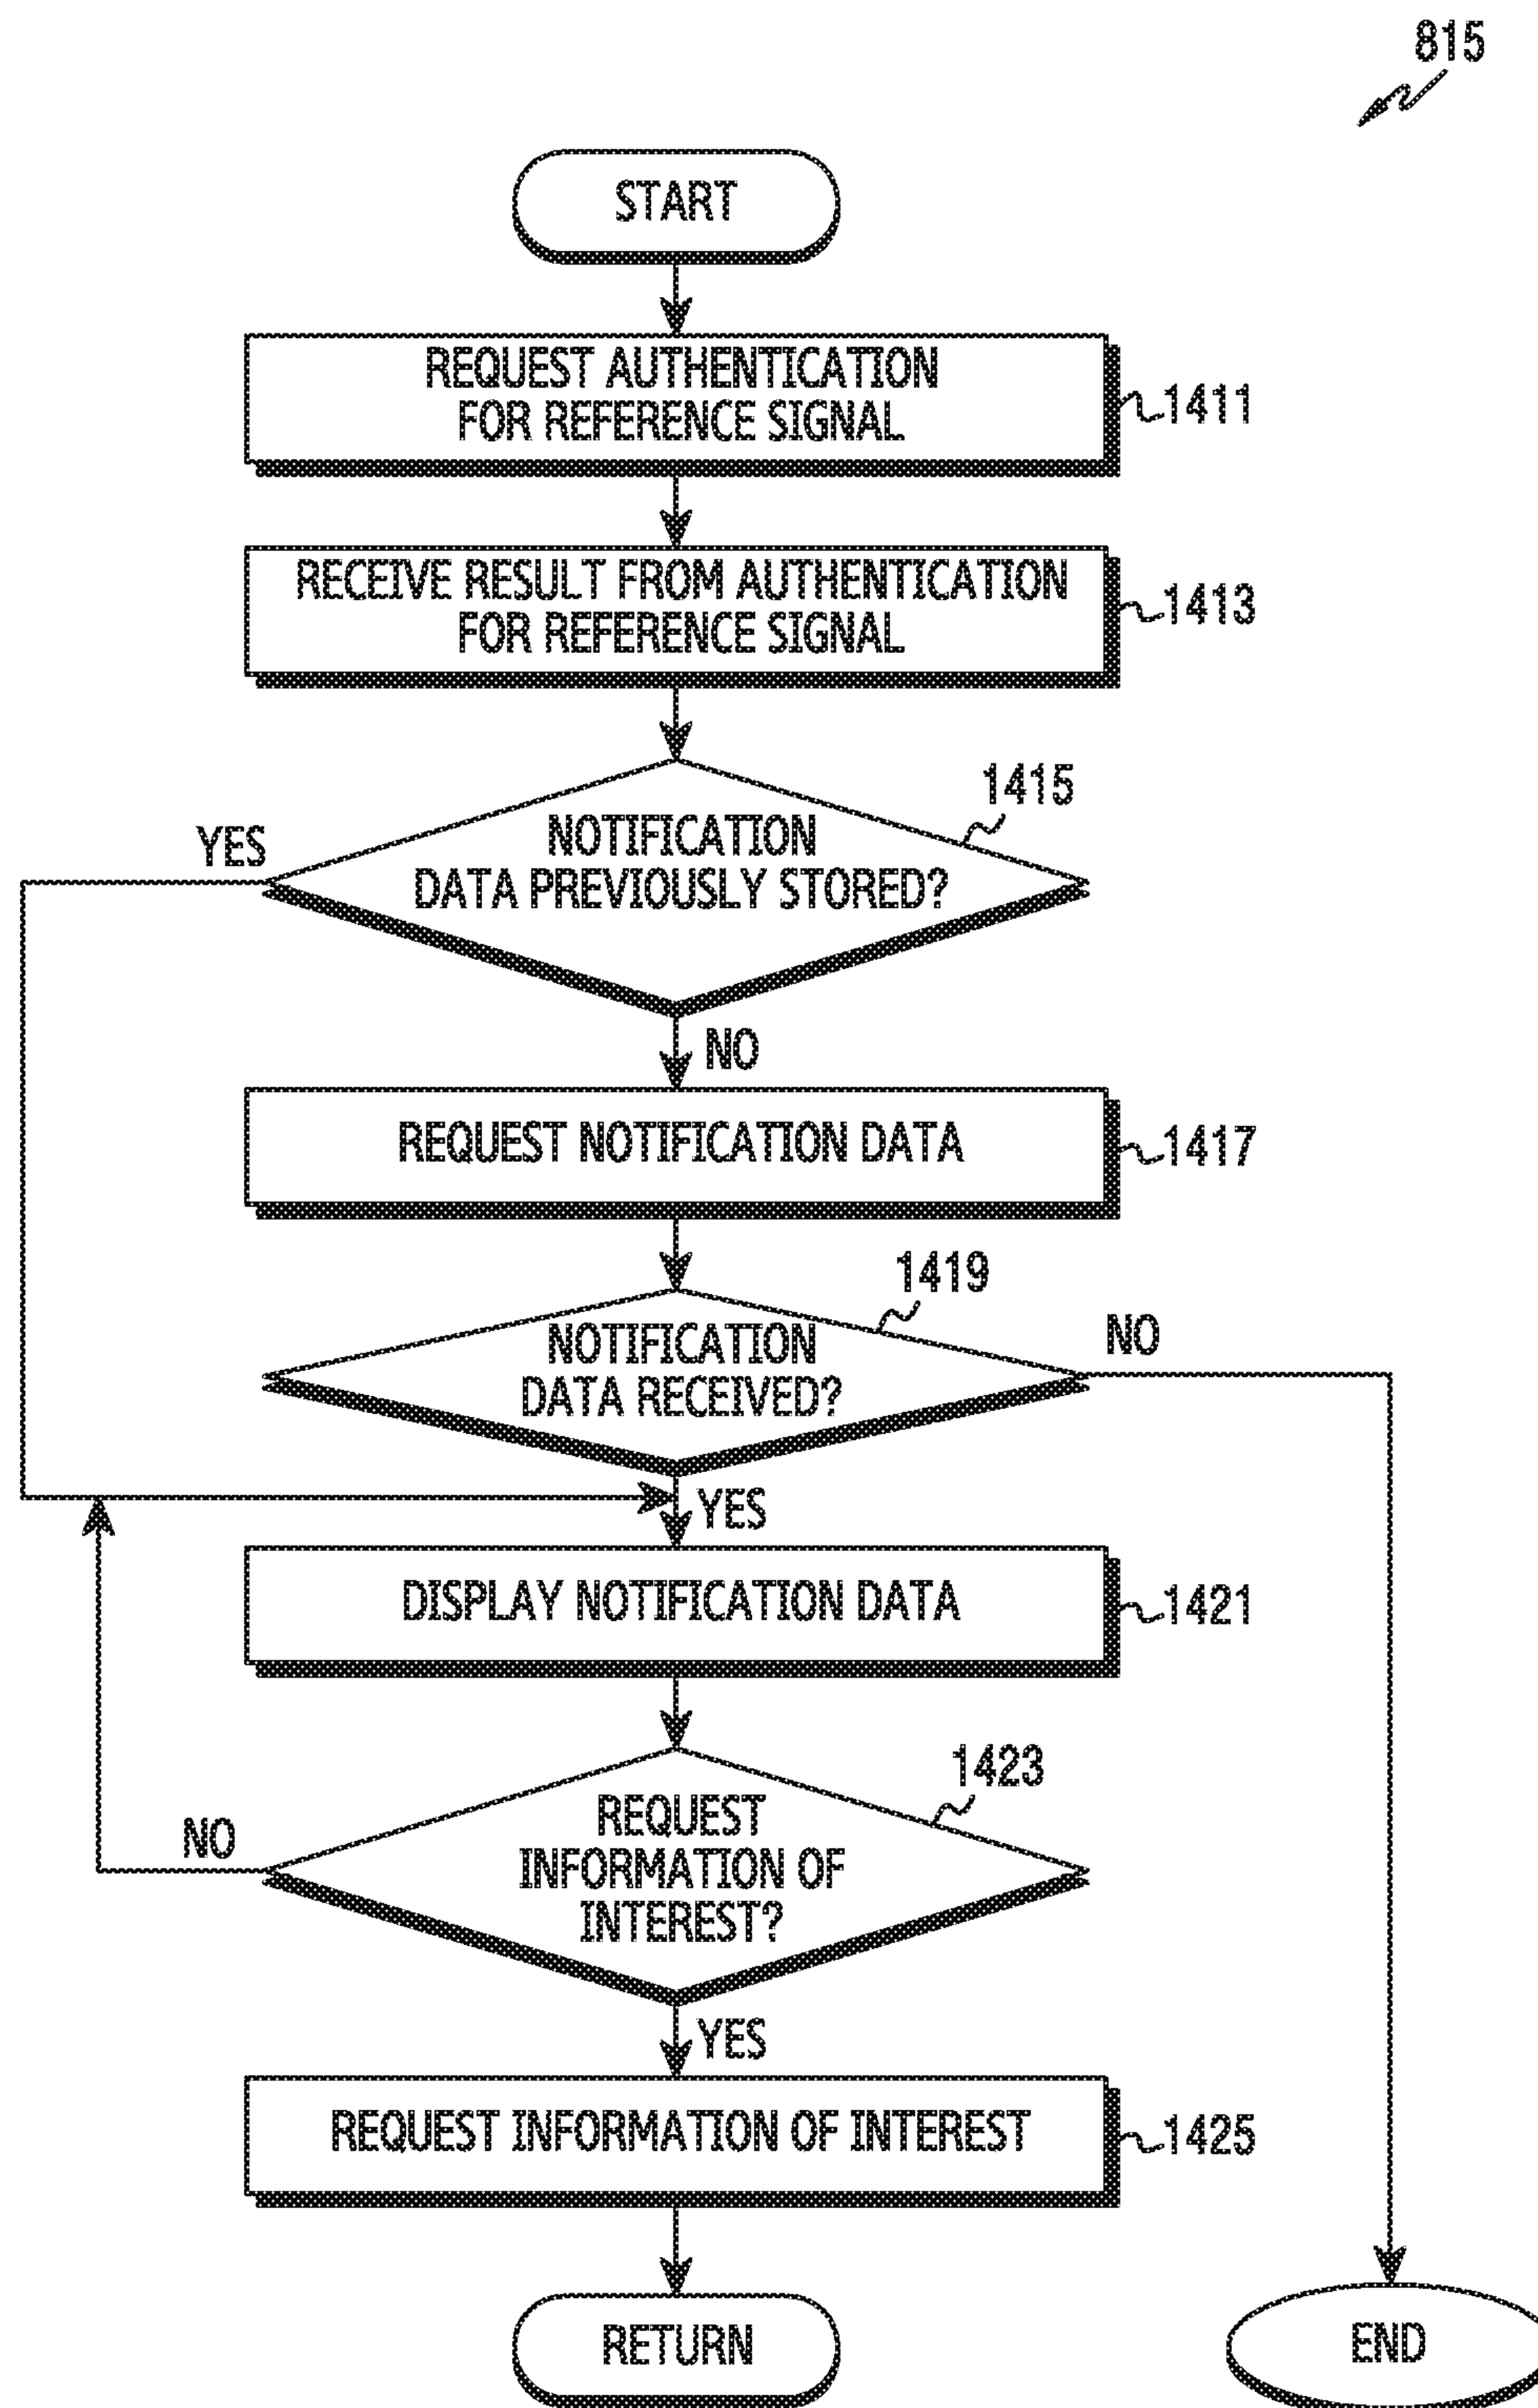 815
START
REQUEST AUTHENTICATION
FOR REFERENCE SIGNAL
1411
RECEIVE RESULT FROM AUTHENTICATION
FOR REFERENCE SIGNAL
1413
1415
YES
NOTIFICATION
DATA PREVIOUSLY STORED?
NO
REQUEST NOTIFICATION DATA
1417
1419
NOTIFICATION
DATA RECEIVED?
NO
YES
DISPLAY NOTIFICATION DATA
1421
1423
REQUEST
INFORMATION OF
INTEREST?
NO
YES
REQUEST INFORMATION OF INTEREST
1425
RETURN
END